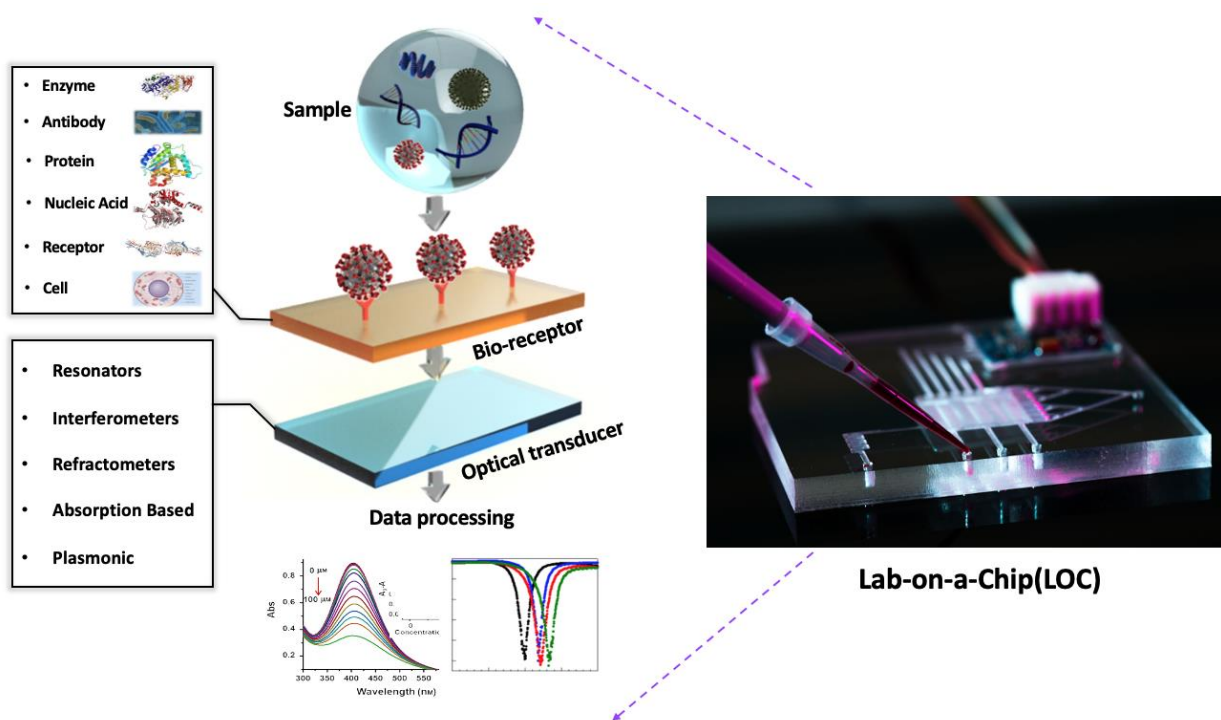 Sample
• Enzyme
• Antibody
• Protein
• Nucleic Acid
• Receptor
• Cell
Bio-receptor
• Resonators
• Interferometers
• Refractometers
• Absorption Based
• Plasmonic
Optical transducer
Data processing
Lab-on-a-Chip(LOC)
Abs
0.8
0.6
0.4
0.2
0 µM
100 µM
0
Concentratio
300 350 400 450 500 550
Wavelength (NM)